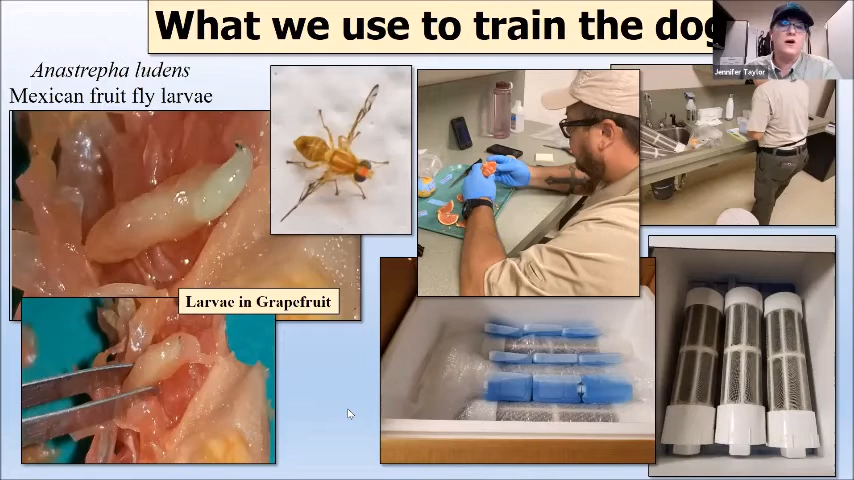 What we use to train the dog
Jennifer Taylor
Anastrepha ludens
Mexican fruit fly larvae
Larvae in Grapefruit